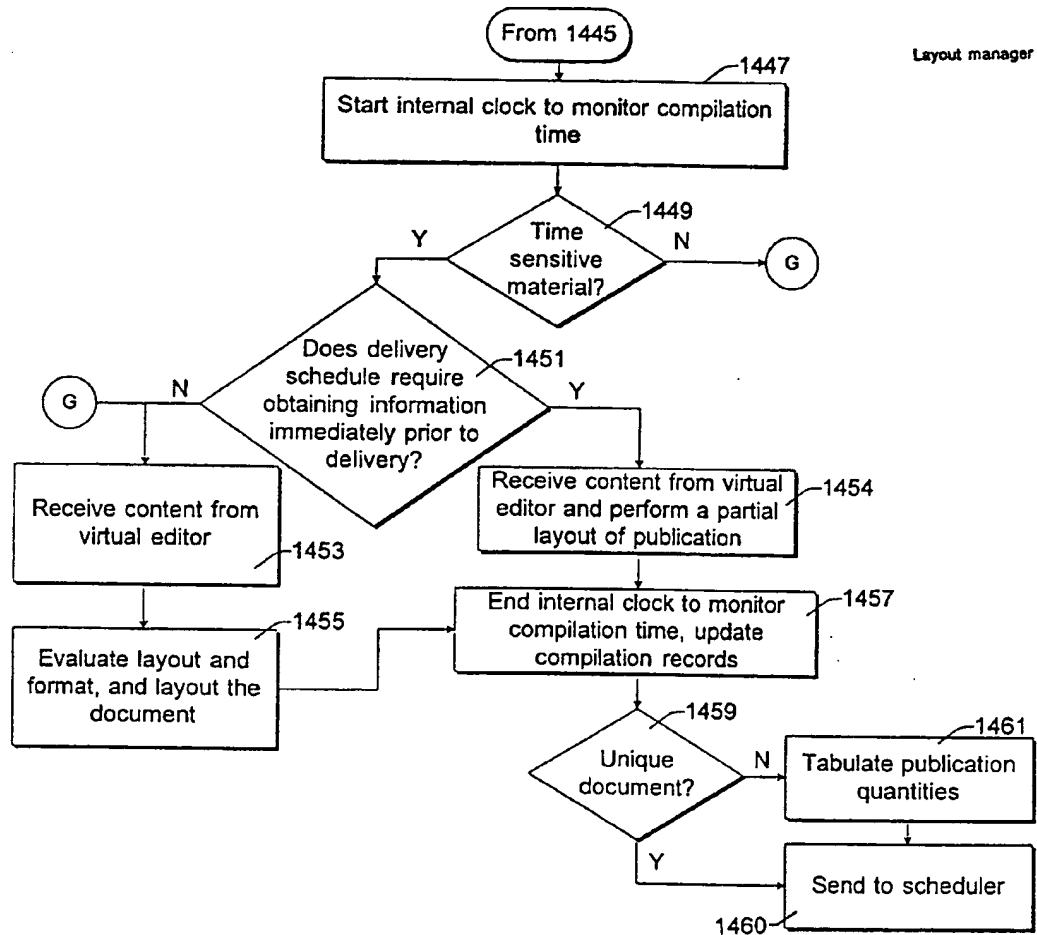 From 1445
Layout manager
1447
Start internal clock to monitor compilation
time
1449
Time
sensitive
material?
Y
N
G
1451
Does delivery
schedule require
obtaining information
immediately prior to
delivery?
N
Y
G
Receive content from
virtual editor
1453
Receive content from virtual
editor and perform a partial
layout of publication
1454
1455
Evaluate layout and
format, and layout the
document
End internal clock to monitor
compilation time, update
compilation records
1457
1459
Unique
document?
N
Y
1461
Tabulate publication
quantities
Send to scheduler
1460